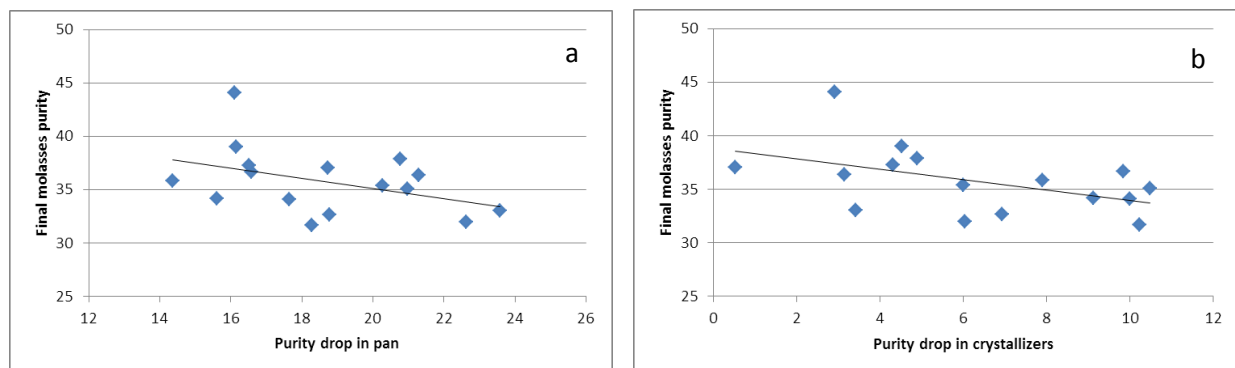 a
50
45
40
35
30
25
Final molasses purity
12 14 16 18 20 22 24 26
Purity drop in pan
b
50
45
40
35
30
25
Final molasses purity
0 2 4 6 8 10 12
Purity drop in crystallizers